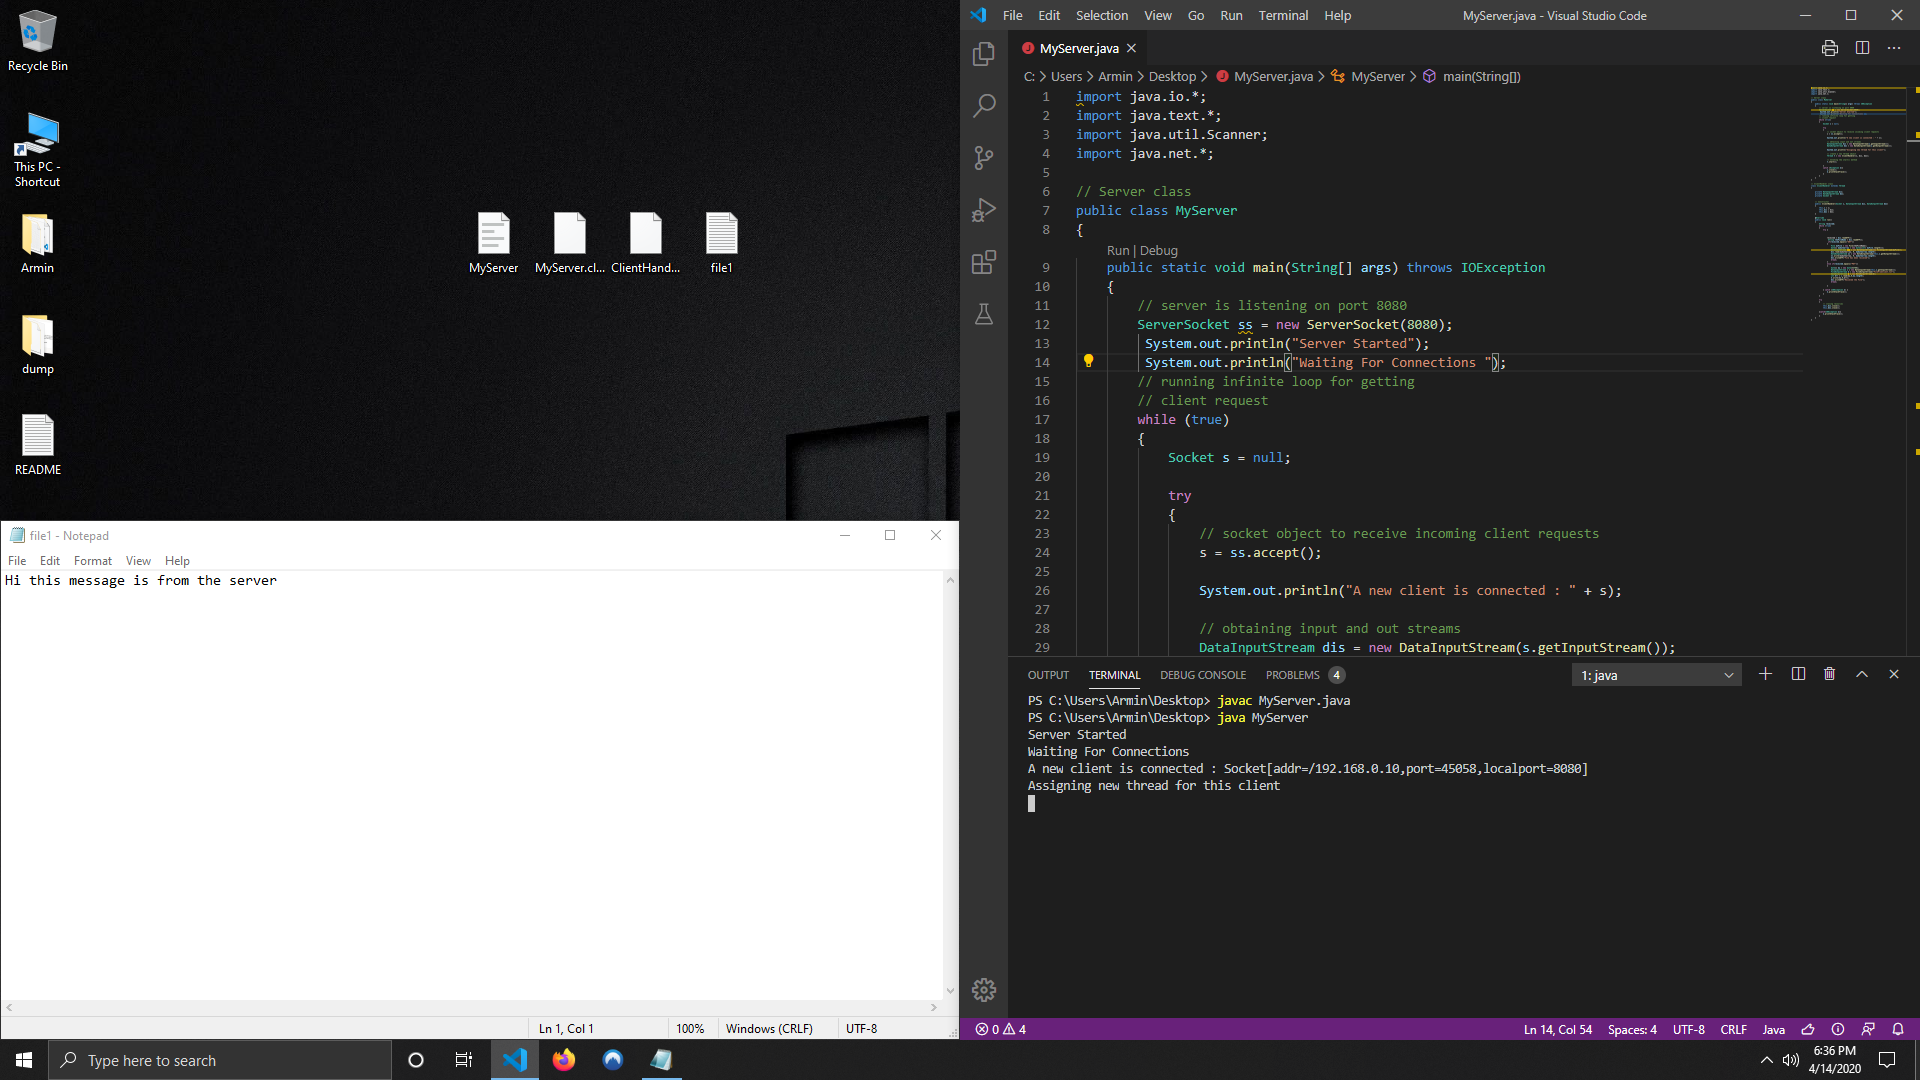 Recycle Bin
This PC -
Shortcut
Armin
dump
README
MyServer
MyServer.cl...
ClientHand...
file1
file1 - Notepad
File Edit Format View Help
Hi this message is from the server
Ln 1, Col 1 100% Windows (CRLF) UTF-8
File Edit Selection View Go Run Terminal Help MyServer.java - Visual Studio Code
MyServer.java
C: > Users > Armin > Desktop > MyServer.java > MyServer > main(String[])
1 import java.io.*;
2 import java.text.*;
3 import java.util.Scanner;
4 import java.net.*;
5
6 // Server class
7 public class MyServer
8 {
Run | Debug
9 public static void main(String[] args) throws IOException
10 {
11 // server is listening on port 8080
12 ServerSocket ss = new ServerSocket(8080);
13 System.out.println("Server Started");
14 System.out.println("Waiting For Connections ");
15 // running infinite loop for getting
16 // client request
17 while (true)
18 {
19 Socket s = null;
20
21 try
22 {
23 // socket object to receive incoming client requests
24 s = ss.accept();
25
26 System.out.println("A new client is connected : " + s);
27
28 // obtaining input and out streams
29 DataInputStream dis = new DataInputStream(s.getInputStream());
OUTPUT TERMINAL DEBUG CONSOLE PROBLEMS 4 1: java
PS C:\Users\Armin\Desktop> javac MyServer.java
PS C:\Users\Armin\Desktop> java MyServer
Server Started
Waiting For Connections
A new client is connected : Socket[addr=/192.168.0.10,port=45058,localport=8080]
Assigning new thread for this client
0 4 Ln 14, Col 54 Spaces: 4 UTF-8 CRLF Java
Type here to search
6:36 PM
4/14/2020